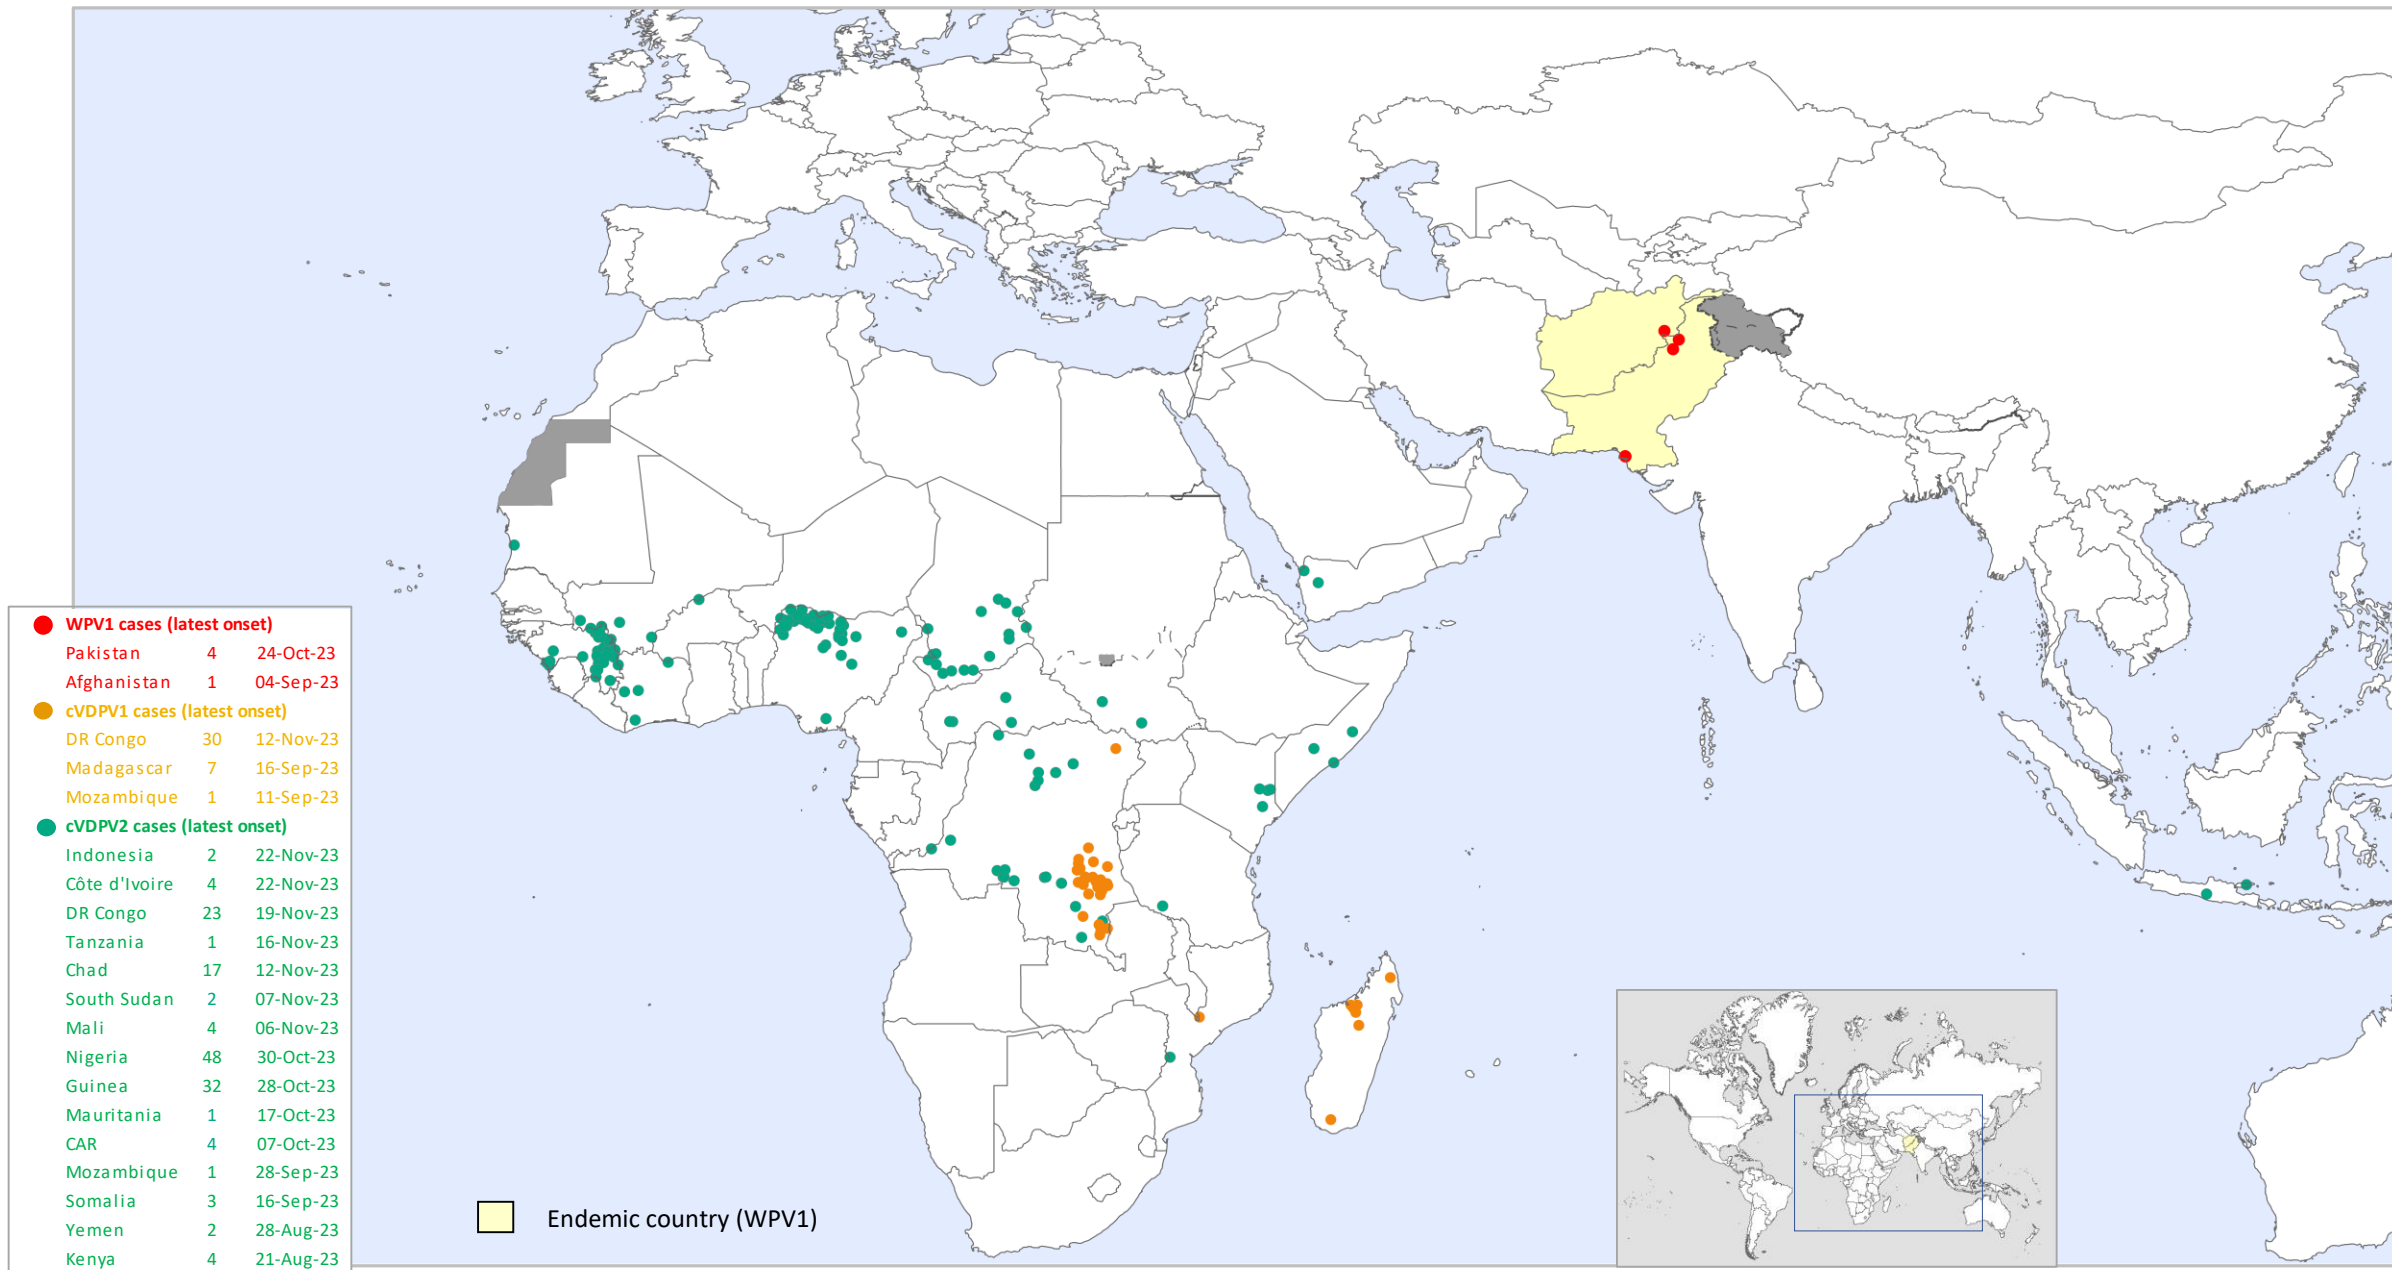 WPV1 cases (latest onset)
Pakistan 4 24-Oct-23
Afghanistan 1 04-Sep-23
cVDPV1 cases (latest onset)
DR Congo 30 12-Nov-23
Madagascar 7 16-Sep-23
Mozambique 1 11-Sep-23
cVDPV2 cases (latest onset)
Indonesia 2 22-Nov-23
Côte d'Ivoire 4 22-Nov-23
DR Congo 23 19-Nov-23
Tanzania 1 16-Nov-23
Chad 17 12-Nov-23
South Sudan 2 07-Nov-23
Mali 4 06-Nov-23
Nigeria 48 30-Oct-23
Guinea 32 28-Oct-23
Mauritania 1 17-Oct-23
CAR 4 07-Oct-23
Mozambique 1 28-Sep-23
Somalia 3 16-Sep-23
Yemen 2 28-Aug-23
Kenya 4 21-Aug-23
Endemic country (WPV1)